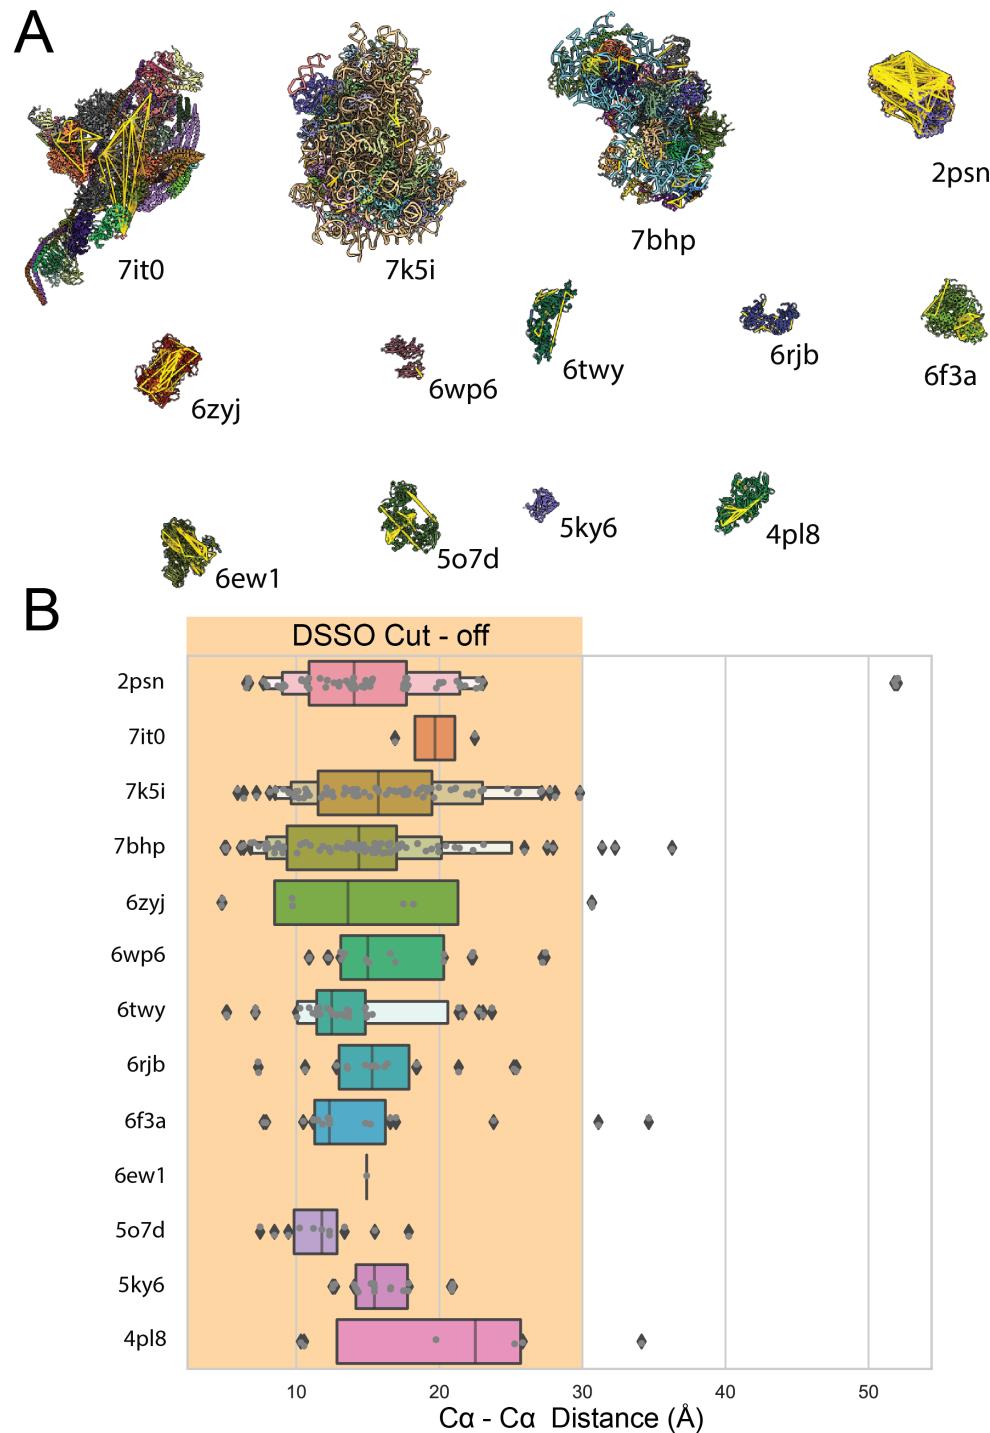 A
2psn
7it0
7k5i
7bhp
6zyj
6wp6
6twy
6rjb
6f3a
6ew1
5o7d
5ky6
4pl8
B
DSSO Cut - off
2psn
7it0
7k5i
7bhp
6zyj
6wp6
6twy
6rjb
6f3a
6ew1
5o7d
5ky6
4pl8
10 20 30 40 50
Cα - Cα Distance (Å)